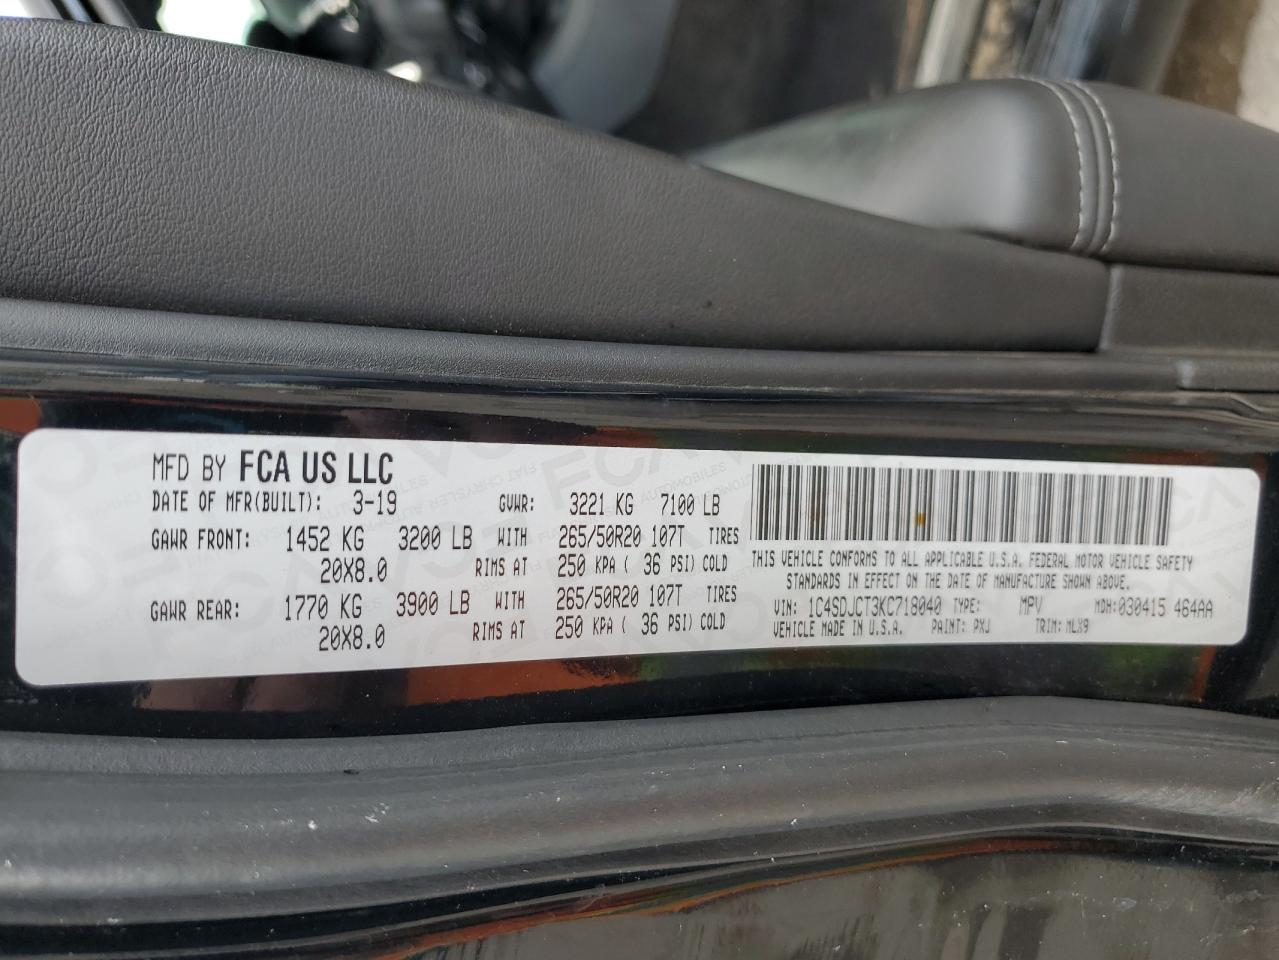 MFD BY FCA US LLC
DATE OF MFR(BUILT): 3-19 GVWR: 3221 KG 7100 LB
GAWR FRONT: 1452 KG 3200 LB WITH 265/50R20 107T TIRES
20X8.0 RIMS AT 250 KPA ( 36 PSI) COLD
GAWR REAR: 1770 KG 3900 LB WITH 265/50R20 107T TIRES
20X8.0 RIMS AT 250 KPA ( 36 PSI) COLD
THIS VEHICLE CONFORMS TO ALL APPLICABLE U.S.A. FEDERAL MOTOR VEHICLE SAFETY
STANDARDS IN EFFECT ON THE DATE OF MANUFACTURE SHOWN ABOVE.
VIN: 1C4SDJCT3KC718040 TYPE: MPV MDH: 030415 464AA
VEHICLE MADE IN U.S.A. PAINT: PXJ TRIM: MLX9